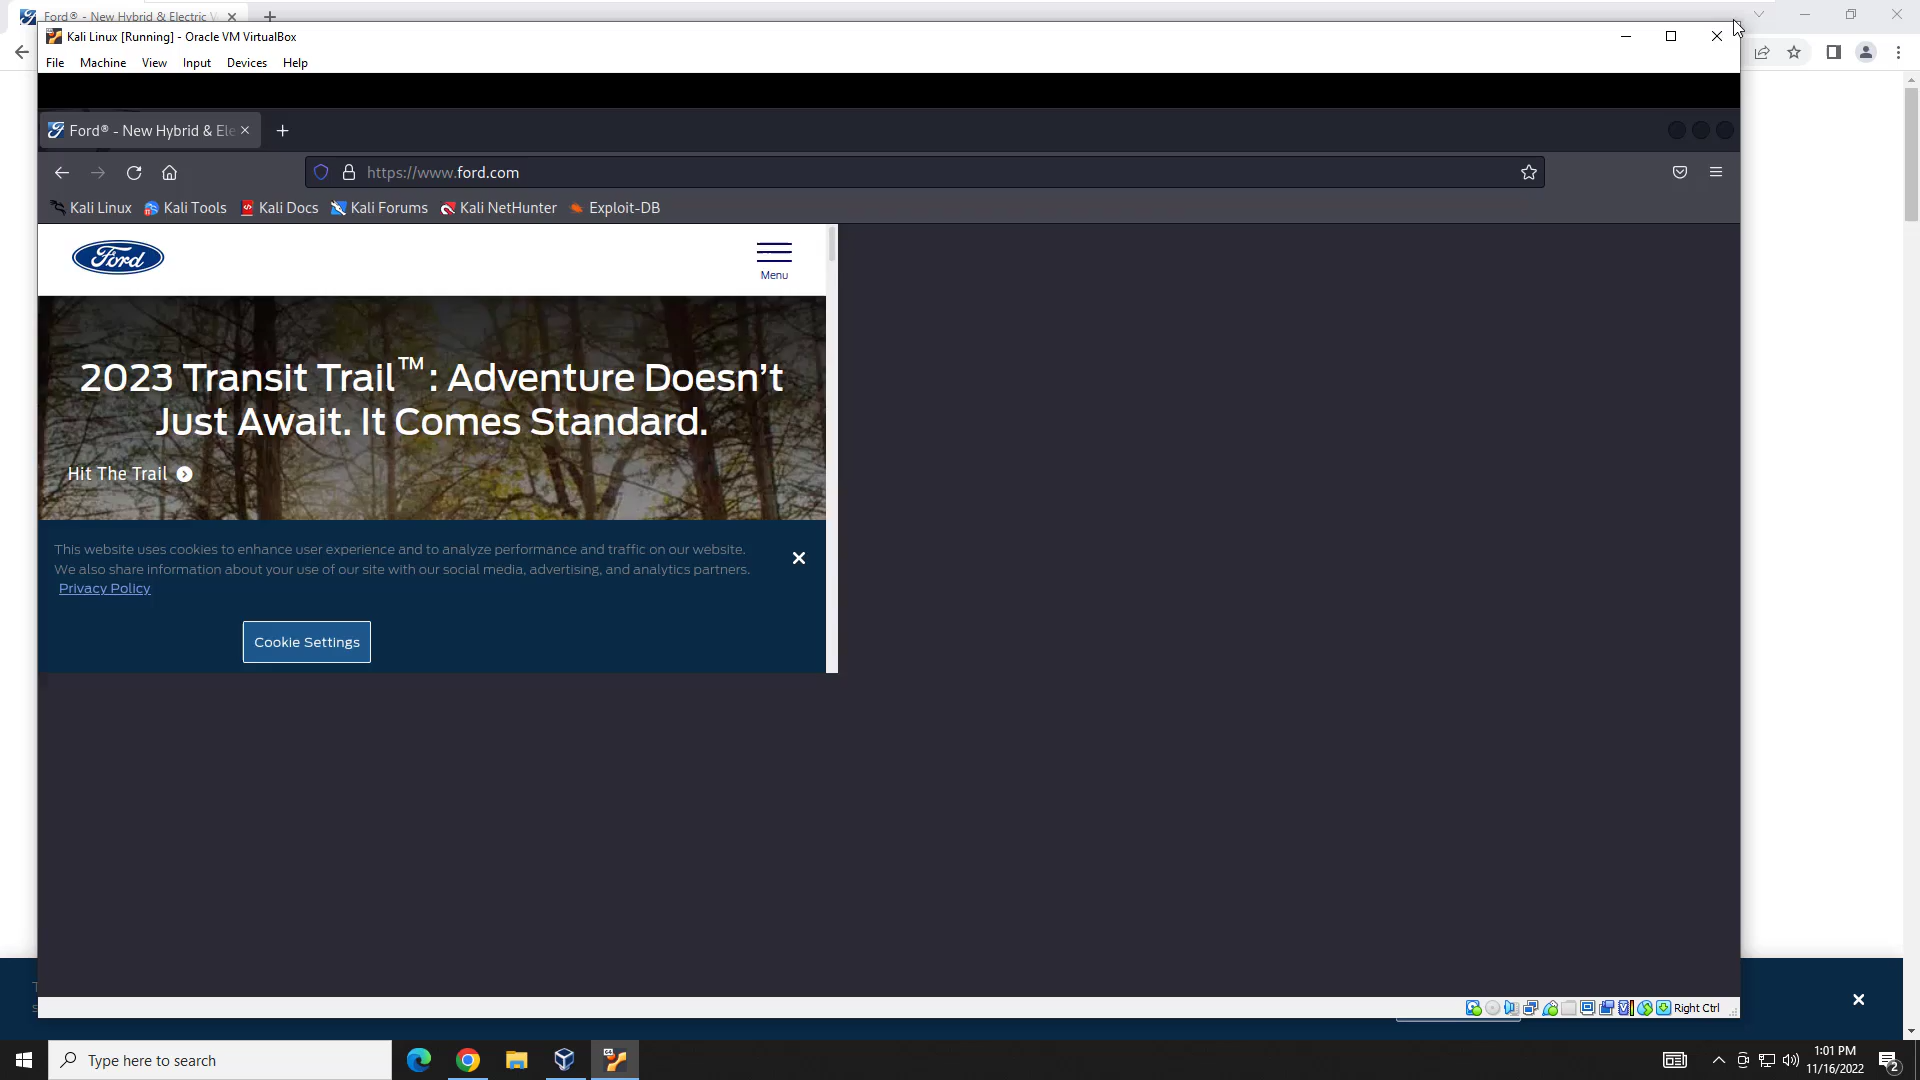 Ford® - New Hybrid & Electric V
Kali Linux [Running] - Oracle VM VirtualBox
File Machine View Input Devices Help
Ford® - New Hybrid & Ele
https://www.ford.com
Kali Linux Kali Tools Kali Docs Kali Forums Kali NetHunter Exploit-DB
Ford
Menu
2023 Transit Trail™: Adventure Doesn't
Just Await. It Comes Standard.
Hit The Trail
This website uses cookies to enhance user experience and to analyze performance and traffic on our website.
We also share information about your use of our site with our social media, advertising, and analytics partners.
Privacy Policy
Cookie Settings
Right Ctrl
Type here to search
1:01 PM
11/16/2022
2